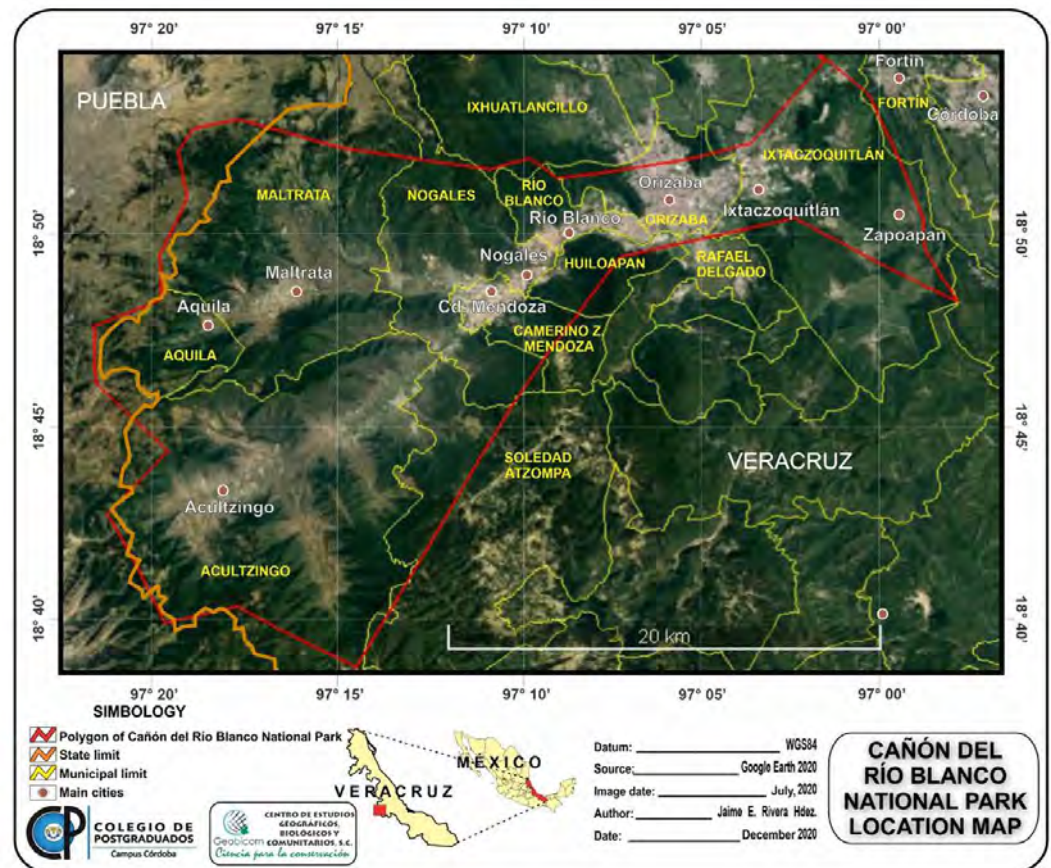 97° 20'
97° 15'
97° 10'
97° 05'
97° 00'
PUEBLA
IXHUATLANCILLO
Fortín
FORTÍN
Córdoba
IXTACZOQUITLÁN
MALTRATA
NOGALES
RÍO
BLANCO
Orizaba
Ixtaczoquitlán
ORIZABA
Río Blanco
Zapoapan
18° 50'
18° 50'
Nogales
HUILOAPAN
RAFAEL
DELGADO
Maltrata
Aquila
Cd. Mendoza
CAMERINO Z.
MENDOZA
AQUILA
18° 45'
18° 45'
SOLEDAD
ATZOMPA
VERACRUZ
Acultzingo
ACULTZINGO
18° 40'
18° 40'
20 km
97° 20'
97° 15'
97° 10'
97° 05'
97° 00'
SIMBOLOGY
Polygon of Cañón del Río Blanco National Park
State limit
Municipal limit
Main cities
CP
COLEGIO DE
POSTGRADUADOS
Campus Córdoba
Geobicom
CENTRO DE ESTUDIOS
GEOGRÁFICOS,
BIOLÓGICOS Y
COMUNITARIOS, S.C.
Ciencia para la conservación
MÉXICO
VERACRUZ
Datum: WGS84
Source: Google Earth 2020
Image date: July, 2020
Author: Jaime E. Rivera Hdez.
Date: December 2020
CAÑÓN DEL
RÍO BLANCO
NATIONAL PARK
LOCATION MAP